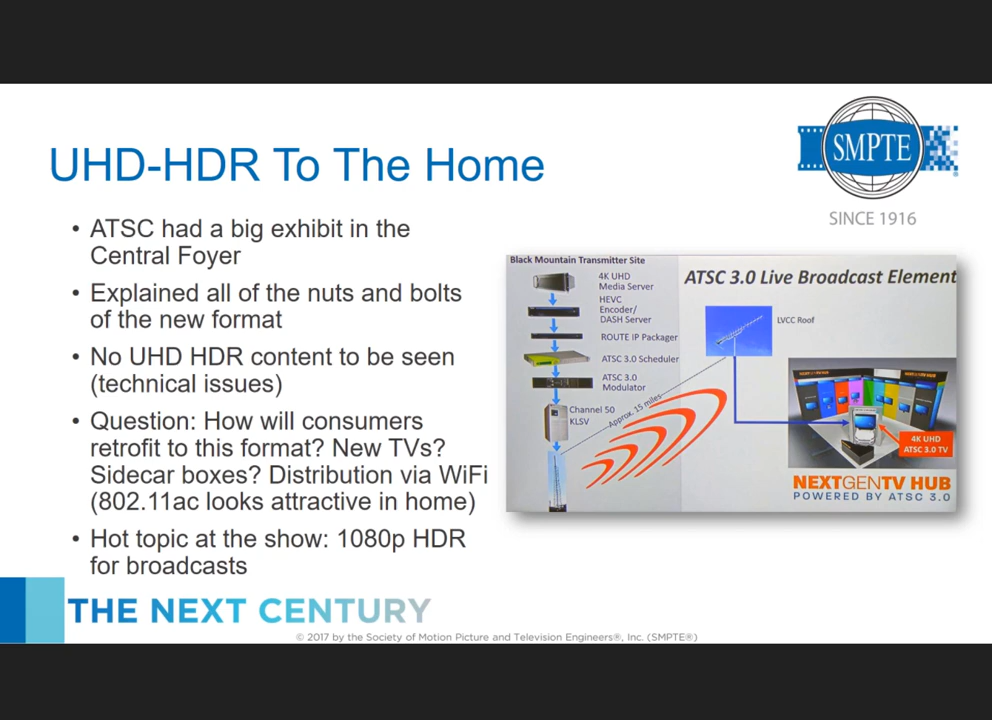 SMPTE
SINCE 1916
UHD-HDR To The Home
• ATSC had a big exhibit in the
Central Foyer
• Explained all of the nuts and bolts
of the new format
• No UHD HDR content to be seen
(technical issues)
• Question: How will consumers
retrofit to this format? New TVs?
Sidecar boxes? Distribution via WiFi
(802.11ac looks attractive in home)
• Hot topic at the show: 1080p HDR
for broadcasts
Black Mountain Transmitter Site
4K UHD
Media Server
HEVC
Encoder/
DASH Server
ROUTE IP Packager
ATSC 3.0 Scheduler
ATSC 3.0
Modulator
Channel 50
KLSV
Approx. 15 miles
ATSC 3.0 Live Broadcast Element
LVCC Roof
4K UHD
ATSC 3.0 TV
NEXTGENTV HUB
POWERED BY ATSC 3.0
THE NEXT CENTURY
© 2017 by the Society of Motion Picture and Television Engineers®, Inc. (SMPTE®)